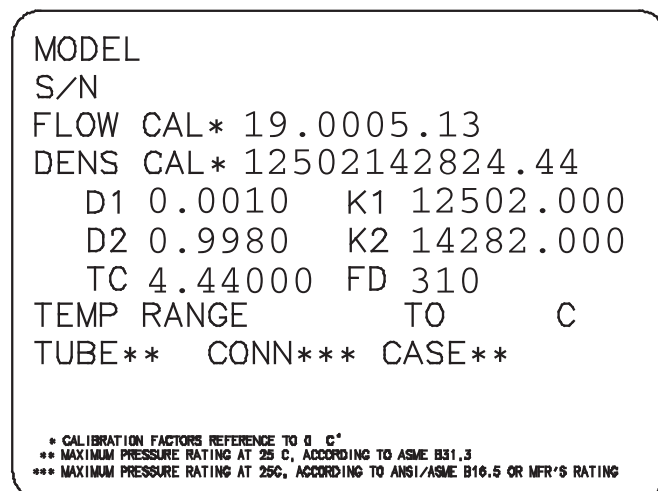 MODEL
S/N
FLOW CAL* 19.0005.13
DENS CAL* 12502142824.44
D1 0.0010 K1 12502.000
D2 0.9980 K2 14282.000
TC 4.44000 FD 310
TEMP RANGE TO C
TUBE** CONN*** CASE**
* CALIBRATION FACTORS REFERENCE TO 0 C°
** MAXIMUM PRESSURE RATING AT 25 C, ACCORDING TO ASME B31.3
*** MAXIMUM PRESSURE RATING AT 25C, ACCORDING TO ANSI/ASME B16.5 OR MFR'S RATING